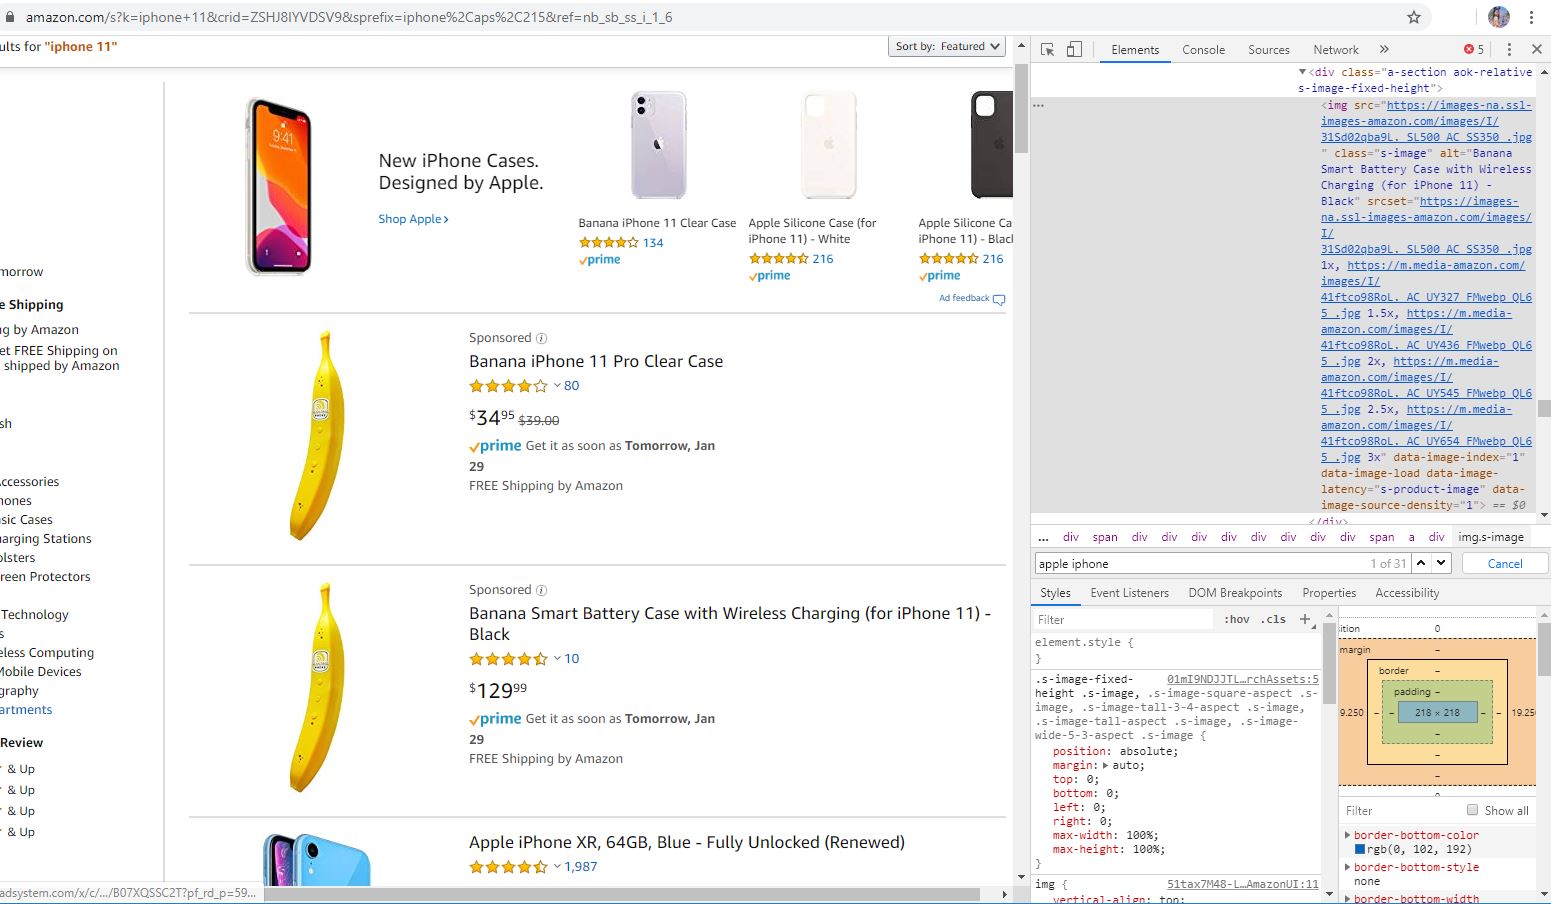 amazon.com/s?k=iphone+11&crid=ZSHJ8IYVDSV9&sprefix=iphone%2Caps%2C215&ref=nb_sb_ss_i_1_6
ults for "iphone 11"
Sort by: Featured
9:41
New iPhone Cases.
Designed by Apple.
Shop Apple ›
Banana iPhone 11 Clear Case
134
prime
Apple Silicone Case (for
iPhone 11) - White
216
prime
Apple Silicone Ca
iPhone 11) - Blac
216
prime
Ad feedback
morrow
e Shipping
ng by Amazon
et FREE Shipping on
shipped by Amazon
sh
ccessories
hones
asic Cases
harging Stations
olsters
reen Protectors
Technology
s
eless Computing
Mobile Devices
graphy
artments
Review
& Up
& Up
& Up
& Up
Sponsored
Banana iPhone 11 Pro Clear Case
80
$34 95 $39.00
prime Get it as soon as Tomorrow, Jan
29
FREE Shipping by Amazon
Sponsored
Banana Smart Battery Case with Wireless Charging (for iPhone 11) -
Black
10
$129 99
prime Get it as soon as Tomorrow, Jan
29
FREE Shipping by Amazon
Apple iPhone XR, 64GB, Blue - Fully Unlocked (Renewed)
1,987
adsystem.com/x/c/.../B07XQSSC2T?pf_rd_p=59...
Elements Console Sources Network » 5
<div class="a-section aok-relative
s-image-fixed-height">
...
<img src="https://images-na.ssl-
images-amazon.com/images/I/
31Sd02qba9L._SL500_AC_SS350_.jpg
" class="s-image" alt="Banana
Smart Battery Case with Wireless
Charging (for iPhone 11) -
Black" srcset="https://images-
na.ssl-images-amazon.com/images/
I/
31Sd02qba9L._SL500_AC_SS350_.jpg
1x, https://m.media-amazon.com/
images/I/
41ftco98RoL._AC_UY327_FMwebp_QL6
5_.jpg 1.5x, https://m.media-
amazon.com/images/I/
41ftco98RoL._AC_UY436_FMwebp_QL6
5_.jpg 2x, https://m.media-
amazon.com/images/I/
41ftco98RoL._AC_UY545_FMwebp_QL6
5_.jpg 2.5x, https://m.media-
amazon.com/images/I/
41ftco98RoL._AC_UY654_FMwebp_QL6
5_.jpg 3x" data-image-index="1"
data-image-load data-image-
latency="s-product-image" data-
image-source-density="1"> == $0
</div>
... div span div div div div div div div span a div img.s-image
apple iphone 1 of 31 Cancel
Styles Event Listeners DOM Breakpoints Properties Accessibility
Filter :hov .cls +
element.style {
}
.s-image-fixed- 01mI9NDJJTL…rchAssets:5
height .s-image, .s-image-square-aspect .s-
image, .s-image-tall-3-4-aspect .s-image,
.s-image-tall-aspect .s-image, .s-image-
wide-5-3-aspect .s-image {
position: absolute;
margin: auto;
top: 0;
bottom: 0;
left: 0;
right: 0;
max-width: 100%;
max-height: 100%;
}
img { 51tax7M48-L…AmazonUI:11
vertical-align: top;
ition 0
margin –
border –
padding –
9.250 – – 218 × 218 – – 19.25
–
–
–
Filter Show all
border-bottom-color
rgb(0, 102, 192)
border-bottom-style
none
border-bottom-width